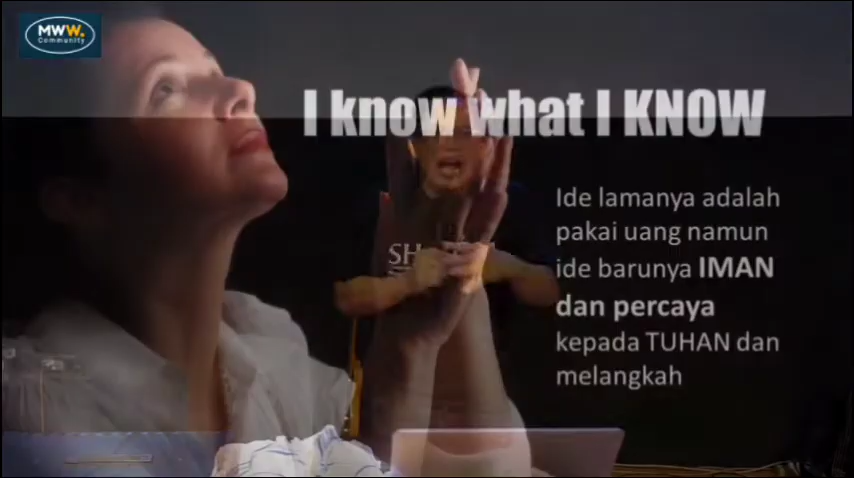 MWW.
Community
I know what I KNOW
SH
Ide lamanya adalah
pakai uang namun
ide barunya IMAN
dan percaya
kepada TUHAN dan
melangkah